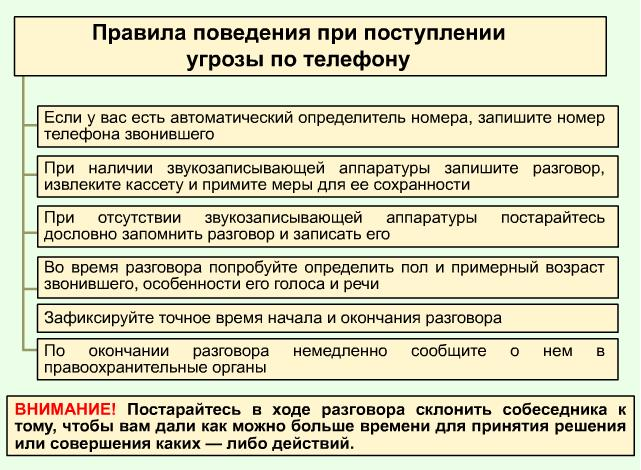 Правила поведения при поступлении
угрозы по телефону
Если у вас есть автоматический определитель номера, запишите номер
телефона звонившего
При наличии звукозаписывающей аппаратуры запишите разговор,
извлеките кассету и примите меры для ее сохранности
При отсутствии звукозаписывающей аппаратуры постарайтесь
дословно запомнить разговор и записать его
Во время разговора попробуйте определить пол и примерный возраст
звонившего, особенности его голоса и речи
Зафиксируйте точное время начала и окончания разговора
По окончании разговора немедленно сообщите о нем в
правоохранительные органы
ВНИМАНИЕ! Постарайтесь в ходе разговора склонить собеседника к
тому, чтобы вам дали как можно больше времени для принятия решения
или совершения каких — либо действий.